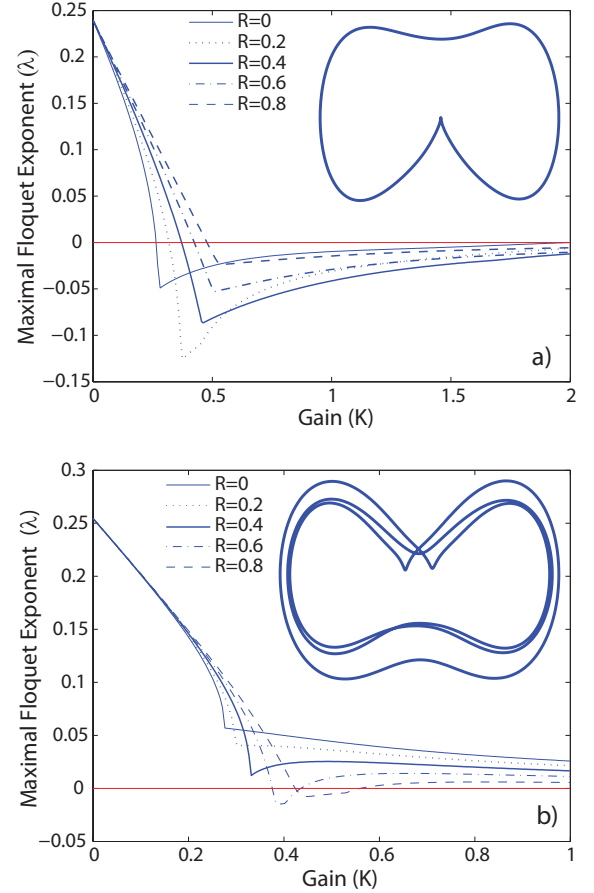 0.25
0.2
0.15
0.1
0.05
0
−0.05
−0.1
−0.15
Maximal Floquet Exponent (λ)
R=0
R=0.2
R=0.4
R=0.6
R=0.8
a)
0
0.5
1
1.5
2
Gain (K)
0.3
0.25
0.2
0.15
0.1
0.05
0
−0.05
Maximal Floquet Exponent (λ)
R=0
R=0.2
R=0.4
R=0.6
R=0.8
b)
0
0.2
0.4
0.6
0.8
1
Gain (K)